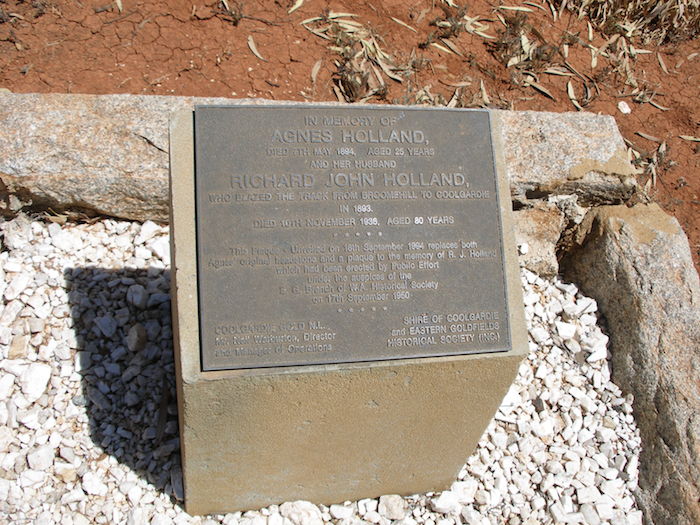 IN MEMORY OF
AGNES HOLLAND,
DIED 7TH MAY 1894, AGED 25 YEARS
AND HER HUSBAND
RICHARD JOHN HOLLAND,
WHO BLAZED THE TRACK FROM BROOMEHILL TO COOLGARDIE
IN 1893.
DIED 10TH NOVEMBER 1936, AGED 80 YEARS
* * * * *
This Plaque Unveiled on 18th September 1994 replaces both
Agnes' original headstone and a plaque to the memory of R. J. Holland
which had been erected by Public Effort
under the auspices of the
E. G. Branch of W.A. Historical Society
on 17th September 1950
* * * * *
COOLGARDIE GOLD N.L.
Mr. Neil Warburton, Director
and Manager of Operations
SHIRE OF COOLGARDIE
and EASTERN GOLDFIELDS
HISTORICAL SOCIETY (INC)